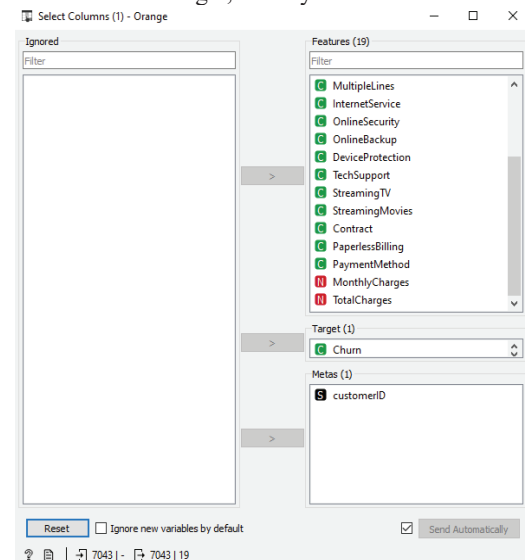 Select Columns (1) - Orange
Ignored
Filter
Features (19)
Filter
C MultipleLines
C InternetService
C OnlineSecurity
C OnlineBackup
C DeviceProtection
C TechSupport
C StreamingTV
C StreamingMovies
C Contract
C PaperlessBilling
C PaymentMethod
N MonthlyCharges
N TotalCharges
>
Target (1)
>
C Churn
Metas (1)
S customerID
>
Reset
Ignore new variables by default
Send Automatically
? 7043 | - 7043 | 19